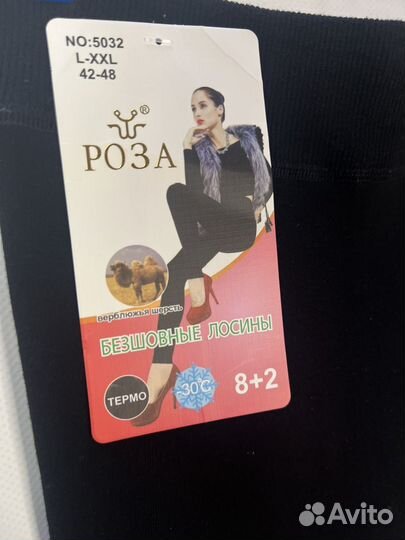 NO:5032
L-XXL
42-48
®
РОЗА
верблюжья шерсть
БЕЗШОВНЫЕ ЛОСИНЫ
ТЕРМО
-30℃
8+2
Avito